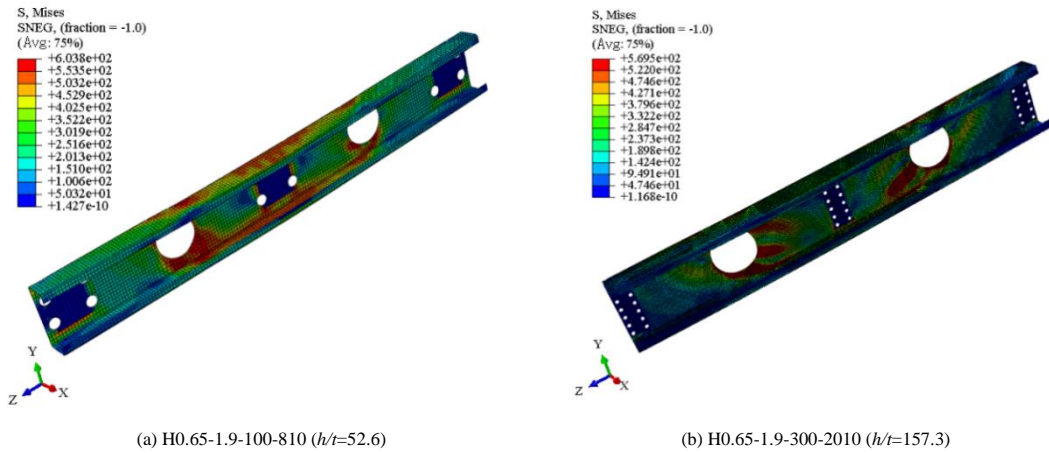 S, Mises
SNEG, (fraction = -1.0)
(Avg: 75%)
+6.038e+02
+5.535e+02
+5.032e+02
+4.529e+02
+4.025e+02
+3.522e+02
+3.019e+02
+2.516e+02
+2.013e+02
+1.510e+02
+1.006e+02
+5.032e+01
+1.427e-10
Y
Z
X
(a) H0.65-1.9-100-810 (h/t=52.6)
S, Mises
SNEG, (fraction = -1.0)
(Avg: 75%)
+5.695e+02
+5.220e+02
+4.746e+02
+4.271e+02
+3.796e+02
+3.322e+02
+2.847e+02
+2.373e+02
+1.898e+02
+1.424e+02
+9.491e+01
+4.746e+01
+1.168e-10
Y
Z
X
(b) H0.65-1.9-300-2010 (h/t=157.3)